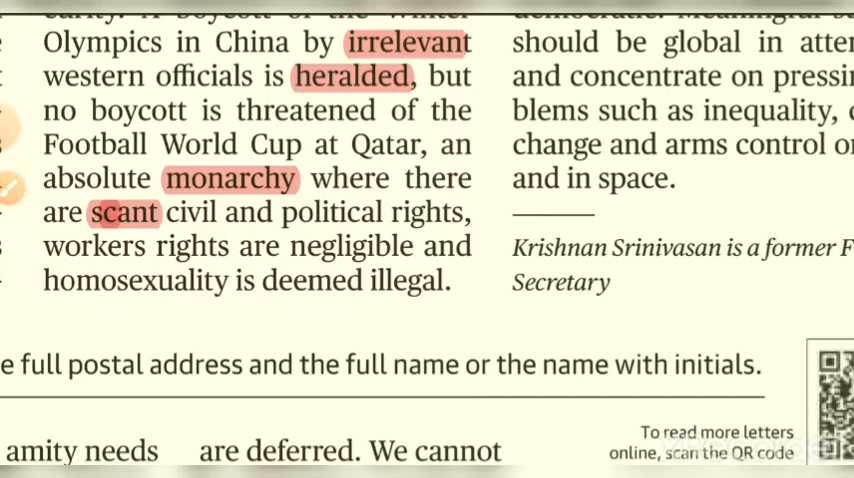 Olympics in China by irrelevant
western officials is heralded, but
no boycott is threatened of the
Football World Cup at Qatar, an
absolute monarchy where there
are scant civil and political rights,
workers rights are negligible and
homosexuality is deemed illegal.
should be global in
and concentrate on
blems such as inequality,
change and arms control
and in space.
Krishnan Srinivasan is a former
Secretary
full postal address and the full name or the name with initials.
amity needs
are deferred. We cannot
To read more letters
online, scan the QR code